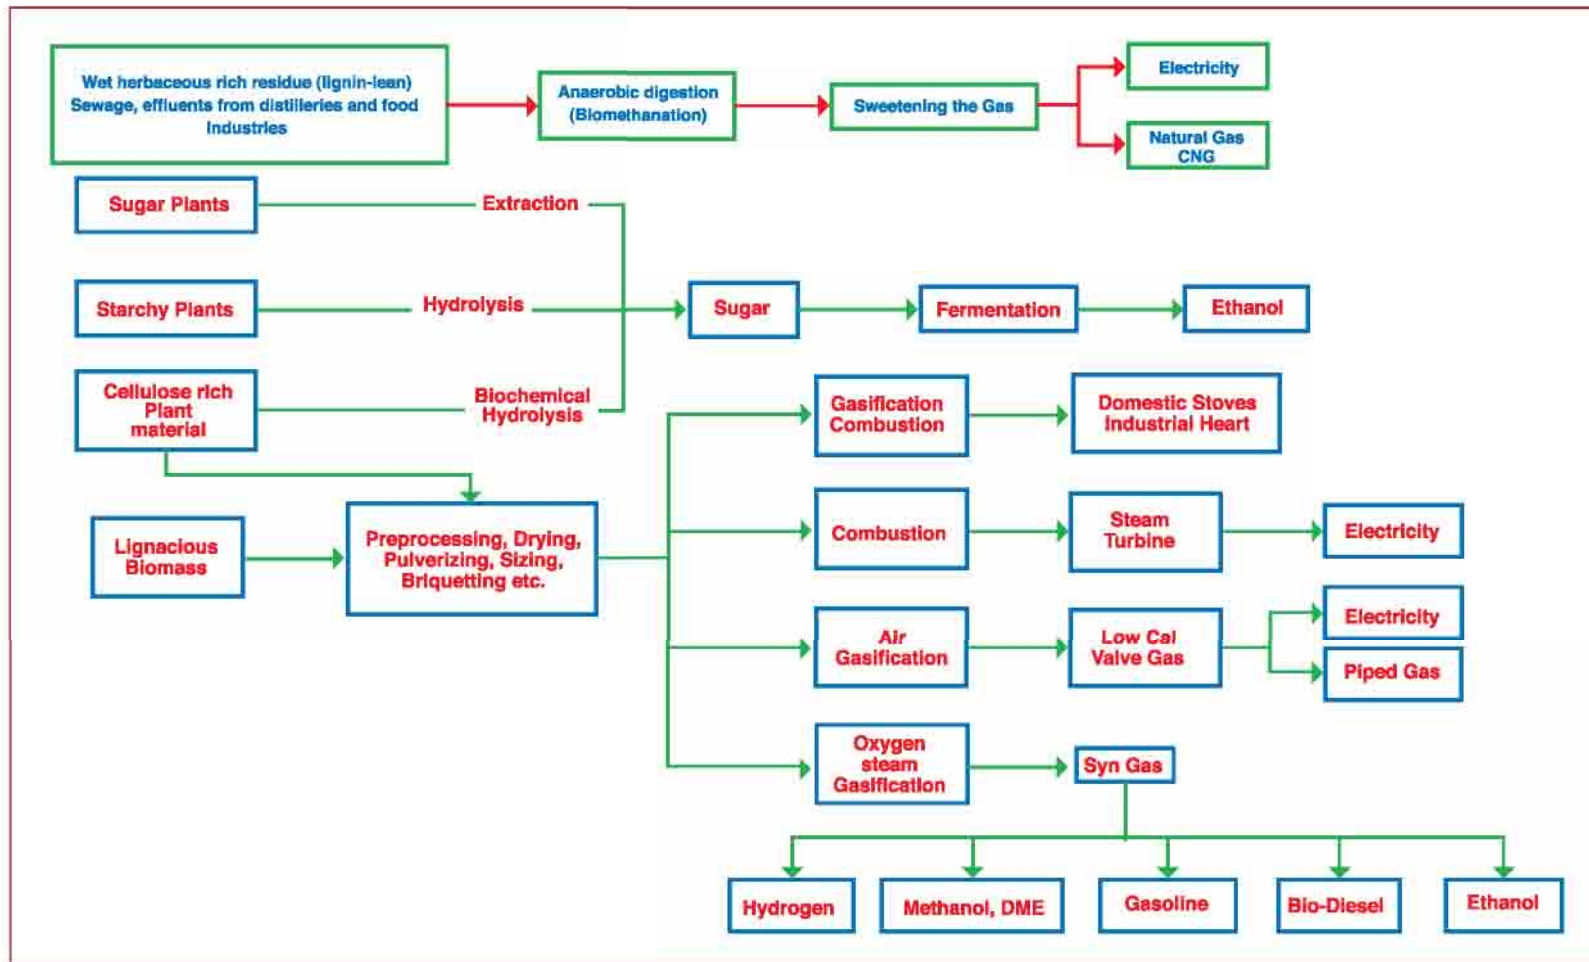 Wet herbaceous rich residue (lignin-lean)
Sewage, effluents from distilleries and food
industries
Anaerobic digestion
(Biomethanation)
Sweetening the Gas
Electricity
Natural Gas
CNG
Sugar Plants
Extraction
Starchy Plants
Hydrolysis
Sugar
Fermentation
Ethanol
Cellulose rich
Plant
material
Biochemical
Hydrolysis
Gasification
Combustion
Domestic Stoves
Industrial Heart
Lignacious
Biomass
Preprocessing, Drying,
Pulverizing, Sizing,
Briquetting etc.
Combustion
Steam
Turbine
Electricity
Air
Gasification
Low Cal
Valve Gas
Electricity
Piped Gas
Oxygen
steam
Gasification
Syn Gas
Hydrogen
Methanol, DME
Gasoline
Bio-Diesel
Ethanol